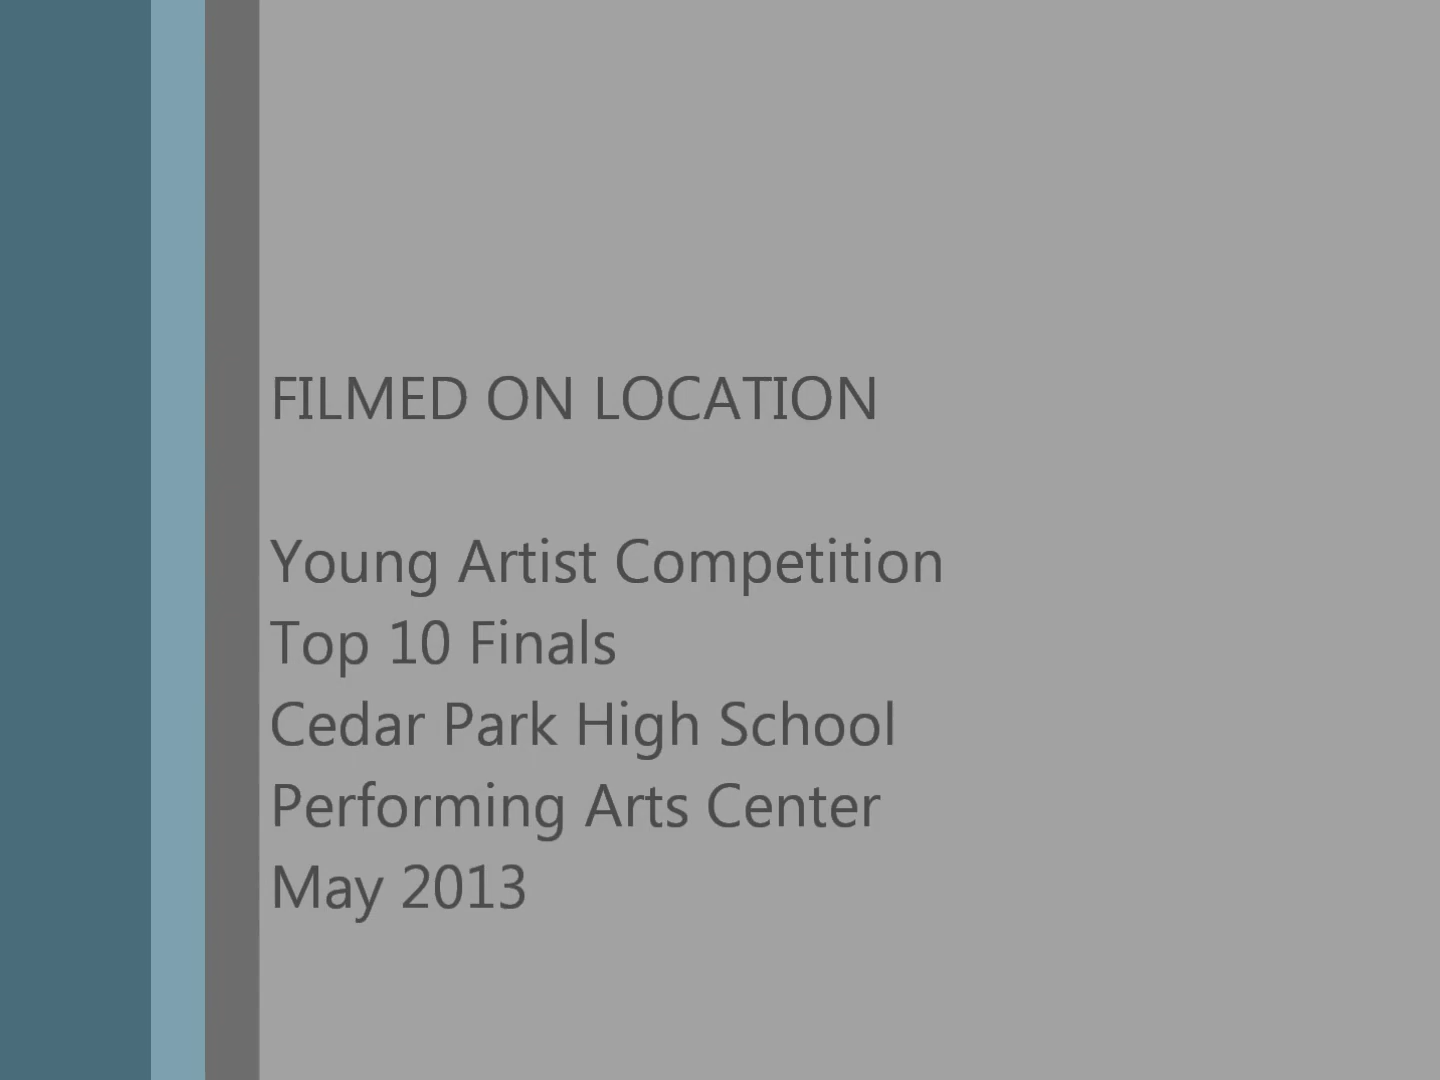 FILMED ON LOCATION
Young Artist Competition
Top 10 Finals
Cedar Park High School
Performing Arts Center
May 2013